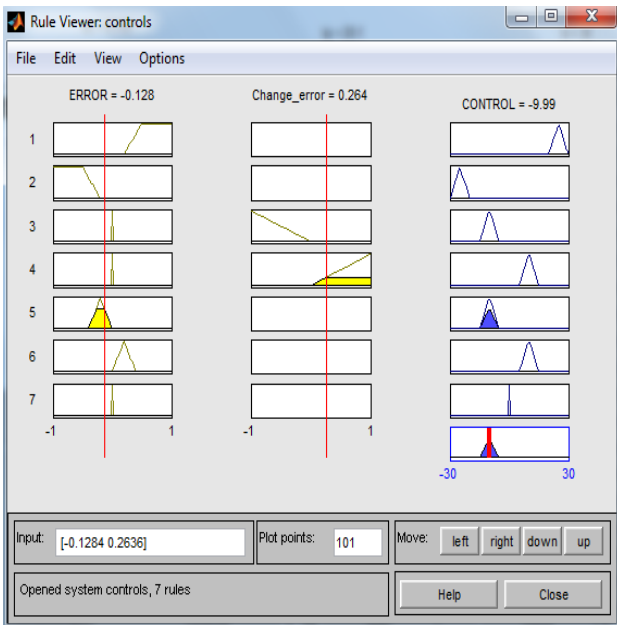 Rule Viewer: controls
File Edit View Options
ERROR = -0.128
Change_error = 0.264
CONTROL = -9.99
1
2
3
4
5
6
7
-1 1
-1 1
-30 30
Input: [-0.1284 0.2636]
Plot points: 101
Move: left right down up
Opened system controls, 7 rules
Help Close